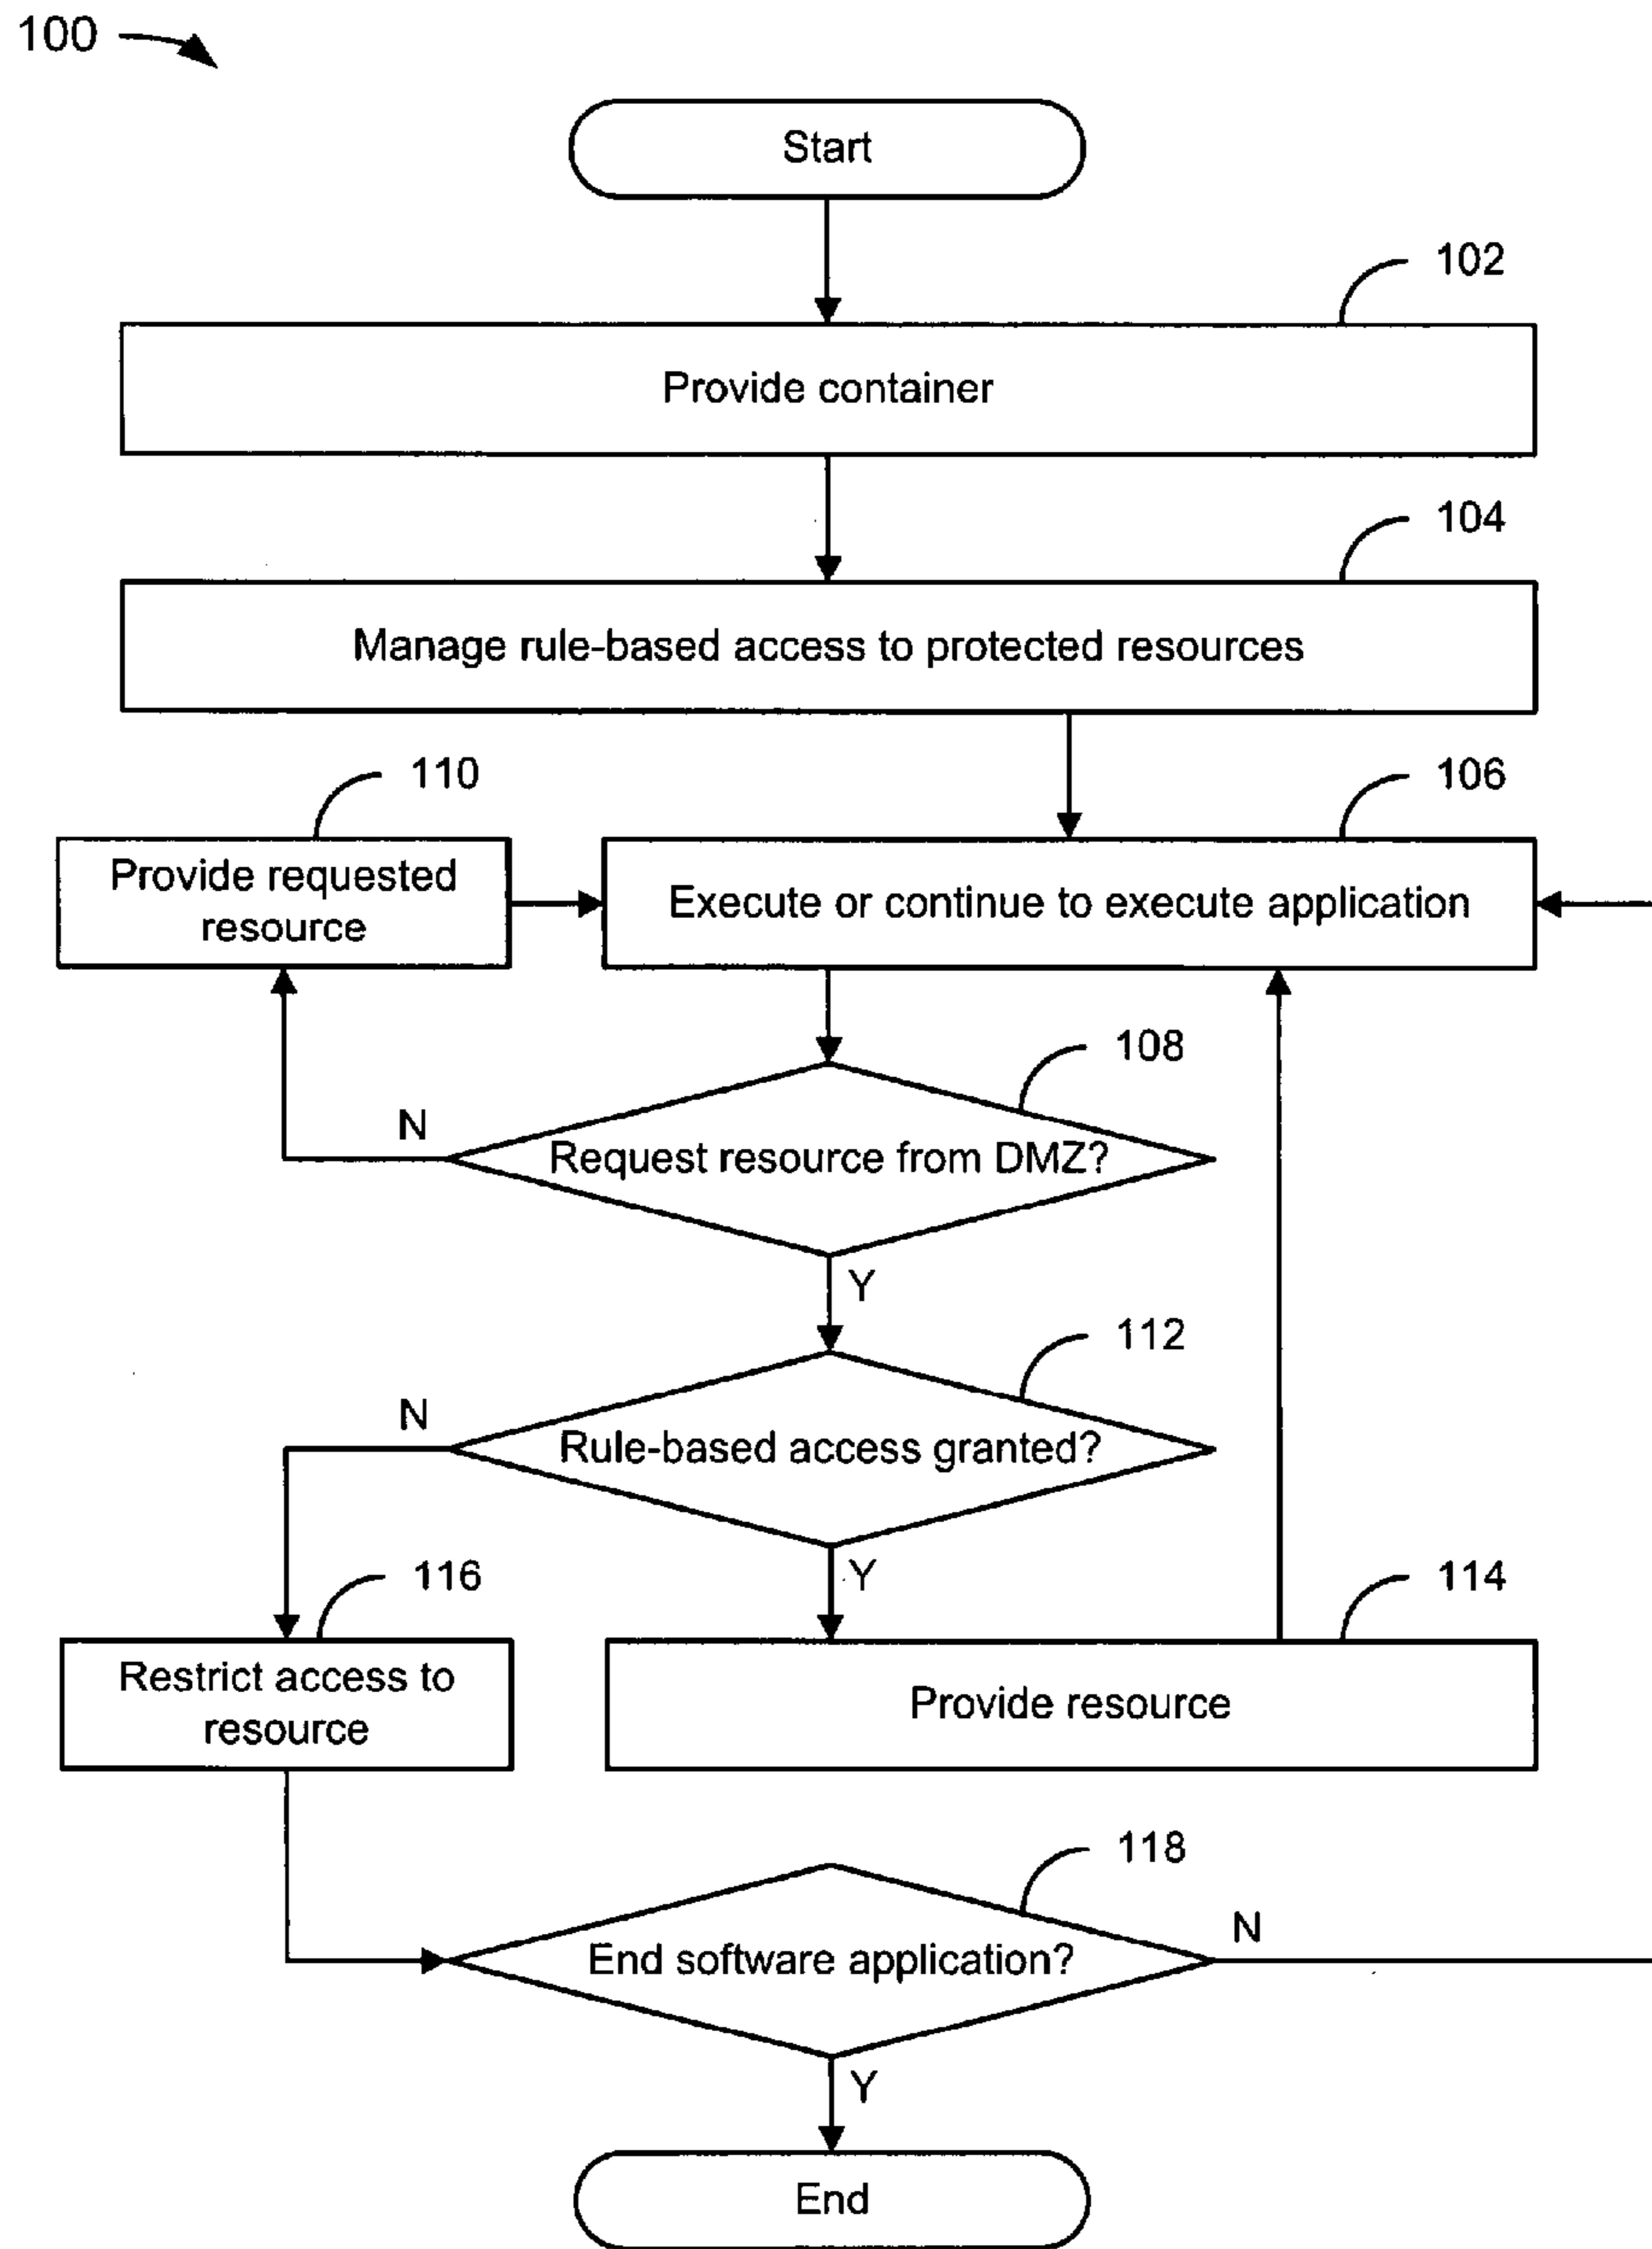 100
Start
102
Provide container
104
Manage rule-based access to protected resources
110
106
Provide requested
resource
Execute or continue to execute application
108
N
Request resource from DMZ?
Y
112
N
Rule-based access granted?
Y
116
114
Restrict access to
resource
Provide resource
118
N
End software application?
Y
End